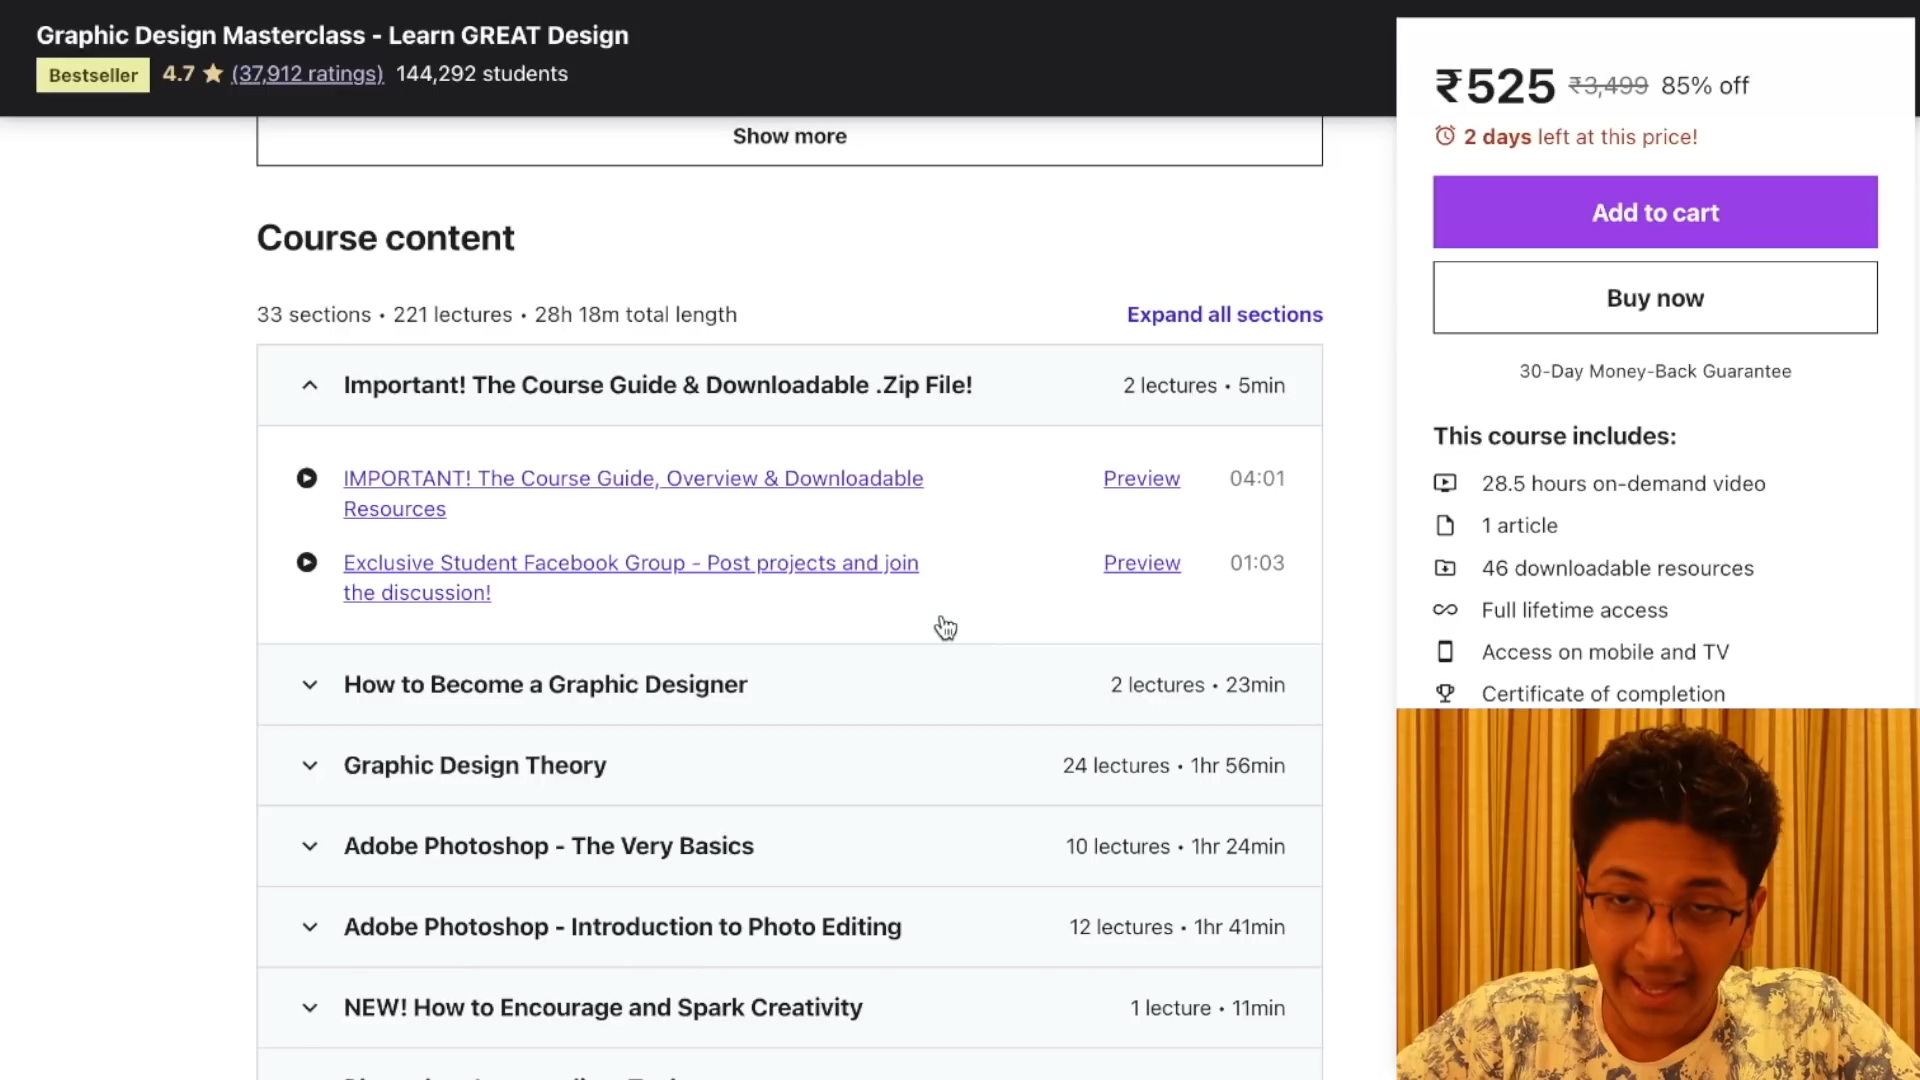 Graphic Design Masterclass - Learn GREAT Design
Bestseller 4.7 (37,912 ratings) 144,292 students
Show more
Course content
33 sections • 221 lectures • 28h 18m total length
Expand all sections
Important! The Course Guide & Downloadable .Zip File!
2 lectures • 5min
IMPORTANT! The Course Guide, Overview & Downloadable
Resources
Preview 04:01
Exclusive Student Facebook Group - Post projects and join
the discussion!
Preview 01:03
How to Become a Graphic Designer
2 lectures • 23min
Graphic Design Theory
24 lectures • 1hr 56min
Adobe Photoshop - The Very Basics
10 lectures • 1hr 24min
Adobe Photoshop - Introduction to Photo Editing
12 lectures • 1hr 41min
NEW! How to Encourage and Spark Creativity
1 lecture • 11min
₹525 ₹3,499 85% off
2 days left at this price!
Add to cart
Buy now
30-Day Money-Back Guarantee
This course includes:
28.5 hours on-demand video
1 article
46 downloadable resources
Full lifetime access
Access on mobile and TV
Certificate of completion